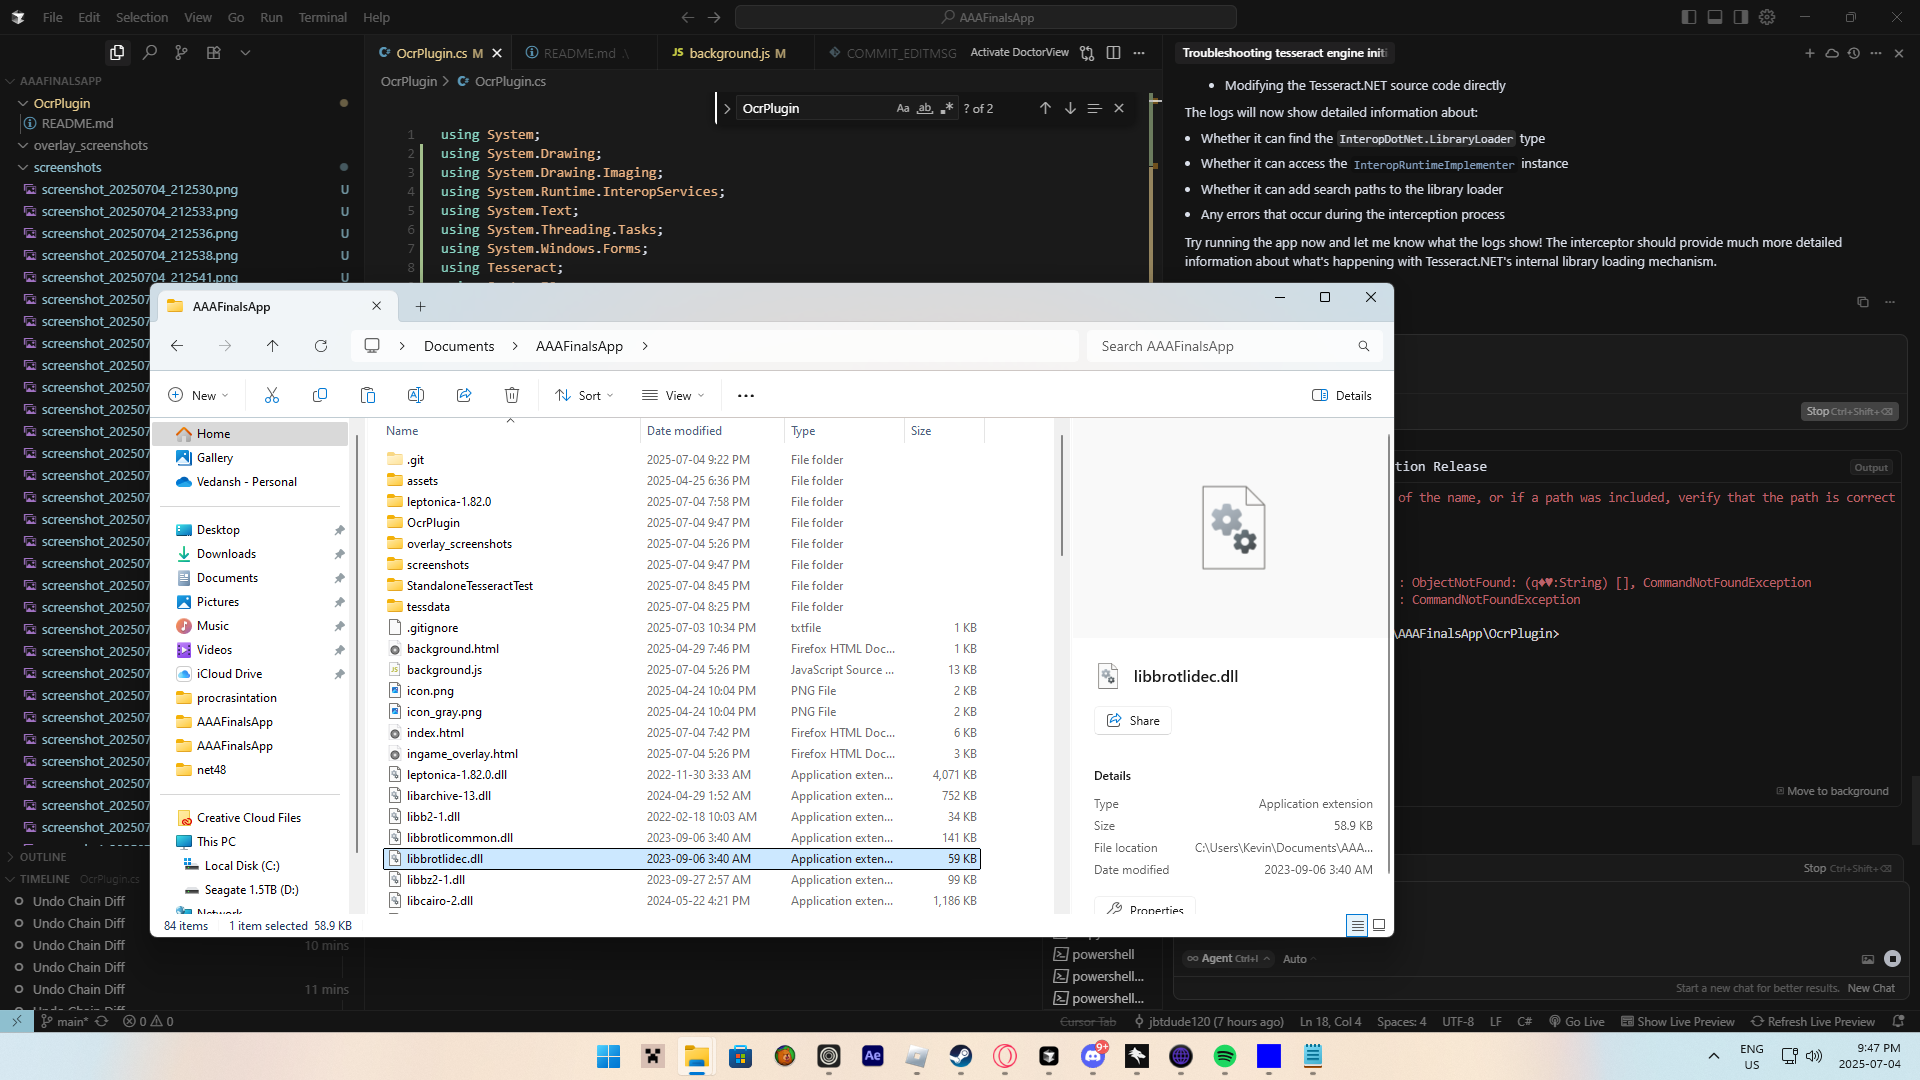 File Edit Selection View Go Run Terminal Help
AAAFinalsApp
OcrPlugin.cs M
README.md .\
JS background.js M
COMMIT_EDITMSG
Activate DoctorView
Troubleshooting tesseract engine initi
AAAFINALSAPP
OcrPlugin
README.md
overlay_screenshots
screenshots
screenshot_20250704_212530.png U
screenshot_20250704_212533.png U
screenshot_20250704_212536.png U
screenshot_20250704_212538.png U
screenshot_20250704_212541.png U
OcrPlugin > OcrPlugin.cs
OcrPlugin
Aa ab ? of 2
1 using System;
2 using System.Drawing;
3 using System.Drawing.Imaging;
4 using System.Runtime.InteropServices;
5 using System.Text;
6 using System.Threading.Tasks;
7 using System.Windows.Forms;
8 using Tesseract;
• Modifying the Tesseract.NET source code directly
The logs will now show detailed information about:
• Whether it can find the InteropDotNet.LibraryLoader type
• Whether it can access the InteropRuntimeImplementer instance
• Whether it can add search paths to the library loader
• Any errors that occur during the interception process
Try running the app now and let me know what the logs show! The interceptor should provide much more detailed
information about what's happening with Tesseract.NET's internal library loading mechanism.
Stop Ctrl+Shift+⌫
tion Release
Output
of the name, or if a path was included, verify that the path is correct
: ObjectNotFound: (q♦♥:String) [], CommandNotFoundException
: CommandNotFoundException
\AAAFinalsApp\OcrPlugin>
Move to background
Stop Ctrl+Shift+⌫
Agent Ctrl+I
Auto
Start a new chat for better results. New Chat
AAAFinalsApp
Documents > AAAFinalsApp >
Search AAAFinalsApp
New
Sort
View
Details
Home
Gallery
Vedansh - Personal
Desktop
Downloads
Documents
Pictures
Music
Videos
iCloud Drive
procrasintation
AAAFinalsApp
AAAFinalsApp
net48
Creative Cloud Files
This PC
Local Disk (C:)
Seagate 1.5TB (D:)
Network
Name Date modified Type Size
.git 2025-07-04 9:22 PM File folder
assets 2025-04-25 6:36 PM File folder
leptonica-1.82.0 2025-07-04 7:58 PM File folder
OcrPlugin 2025-07-04 9:47 PM File folder
overlay_screenshots 2025-07-04 5:26 PM File folder
screenshots 2025-07-04 9:47 PM File folder
StandaloneTesseractTest 2025-07-04 8:45 PM File folder
tessdata 2025-07-04 8:25 PM File folder
.gitignore 2025-07-03 10:34 PM txtfile 1 KB
background.html 2025-04-29 7:46 PM Firefox HTML Doc... 1 KB
background.js 2025-07-04 5:26 PM JavaScript Source ... 13 KB
icon.png 2025-04-24 10:04 PM PNG File 2 KB
icon_gray.png 2025-04-24 10:04 PM PNG File 2 KB
index.html 2025-07-04 7:42 PM Firefox HTML Doc... 6 KB
ingame_overlay.html 2025-07-04 5:26 PM Firefox HTML Doc... 3 KB
leptonica-1.82.0.dll 2022-11-30 3:33 AM Application exten... 4,071 KB
libarchive-13.dll 2024-04-29 1:52 AM Application exten... 752 KB
libb2-1.dll 2022-02-18 10:03 AM Application exten... 34 KB
libbrotlicommon.dll 2023-09-06 3:40 AM Application exten... 141 KB
libbrotlidec.dll 2023-09-06 3:40 AM Application exten... 59 KB
libbz2-1.dll 2023-09-27 2:57 AM Application exten... 99 KB
libcairo-2.dll 2024-05-22 4:21 PM Application exten... 1,186 KB
libbrotlidec.dll
Share
Details
Type Application extension
Size 58.9 KB
File location C:\Users\Kevin\Documents\AAA...
Date modified 2023-09-06 3:40 AM
Properties
84 items 1 item selected 58.9 KB
OUTLINE
TIMELINE OcrPlugin.cs
Undo Chain Diff
Undo Chain Diff
Undo Chain Diff 10 mins
Undo Chain Diff
Undo Chain Diff 11 mins
powershell
powershell...
powershell...
main* 0 0
Cursor Tab
jbtdude120 (7 hours ago)
Ln 18, Col 4
Spaces: 4
UTF-8
LF
C#
Go Live
Show Live Preview
Refresh Live Preview
Ae
9+
ENG
US
9:47 PM
2025-07-04